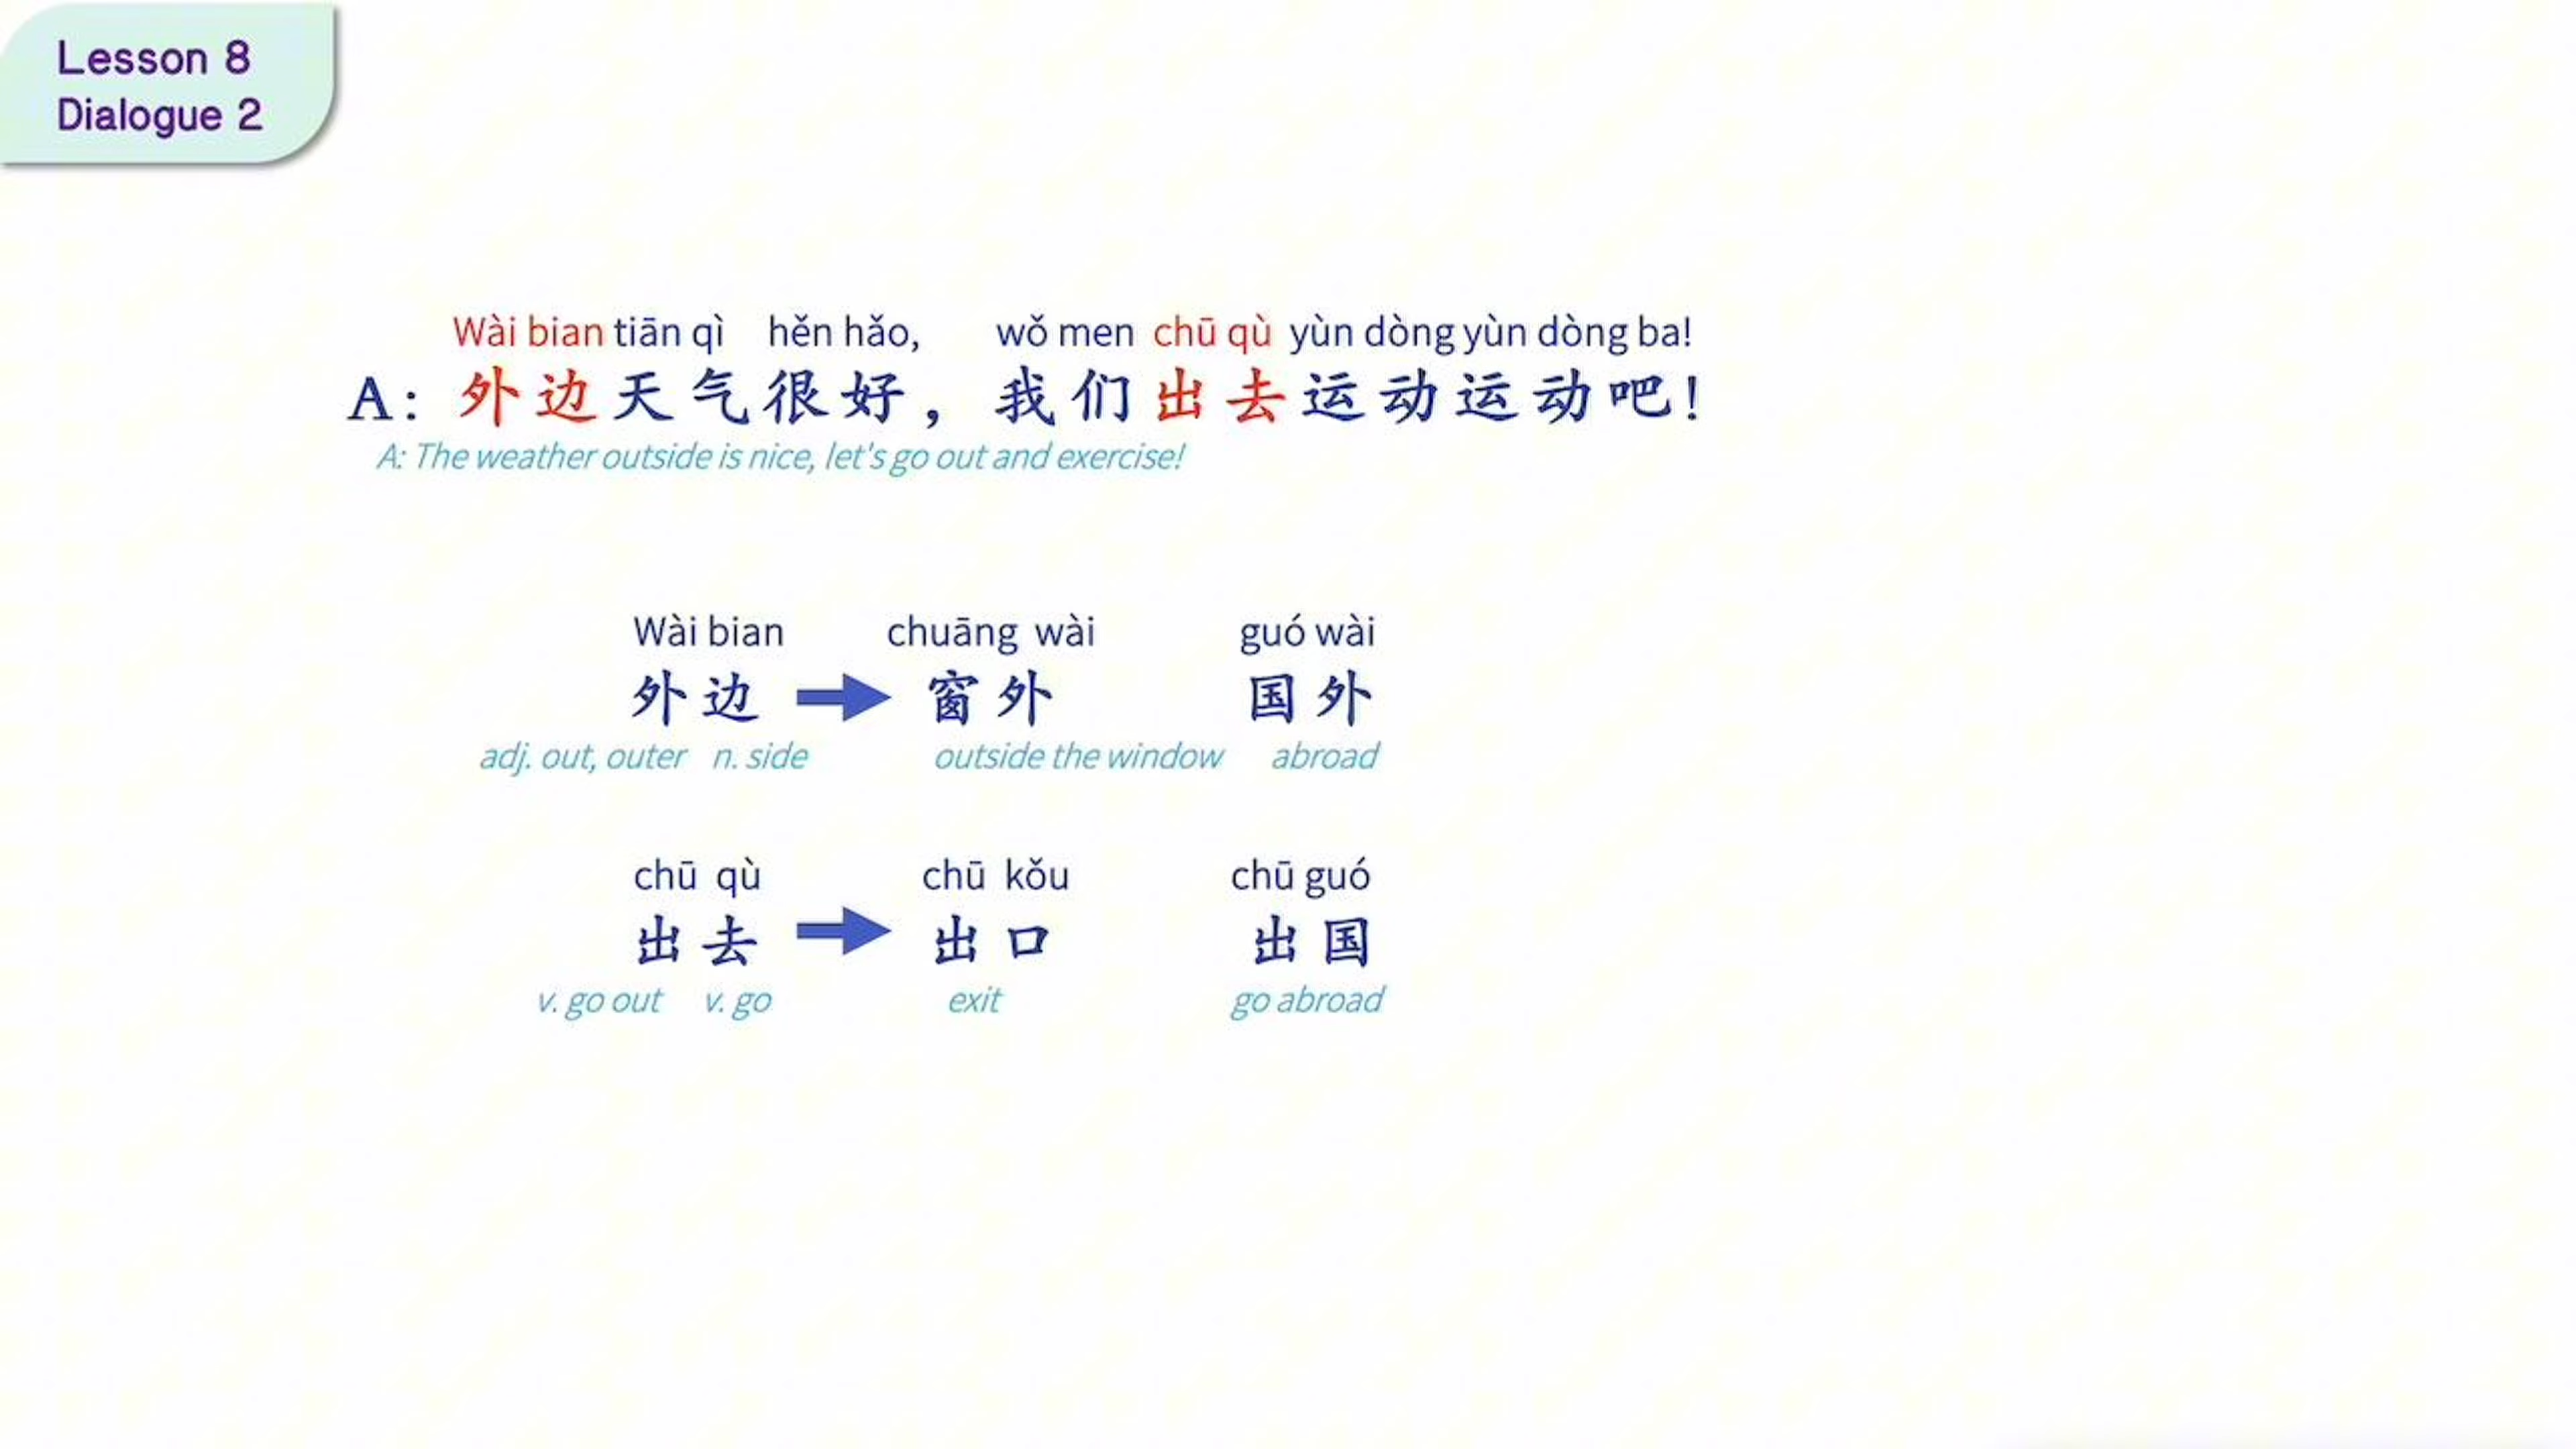 Lesson 8
Dialogue 2
Wài bian tiān qì hěn hǎo, wǒ men chū qù yùn dòng yùn dòng ba!
A: 外边天气很好，我们出去运动运动吧！
A: The weather outside is nice, let's go out and exercise!
Wài bian chuāng wài guó wài
外边 窗外 国外
adj. out, outer n. side outside the window abroad
chū qù chū kǒu chū guó
出去 出口 出国
v. go out v. go exit go abroad